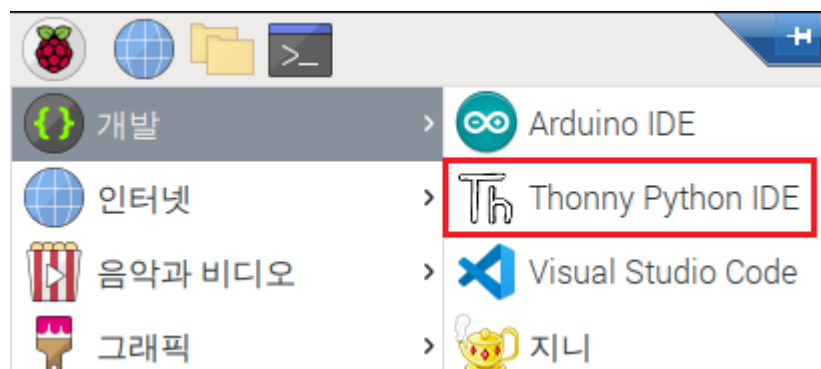 개발
Arduino IDE
인터넷
Thonny Python IDE
음악과 비디오
Visual Studio Code
그래픽
지니